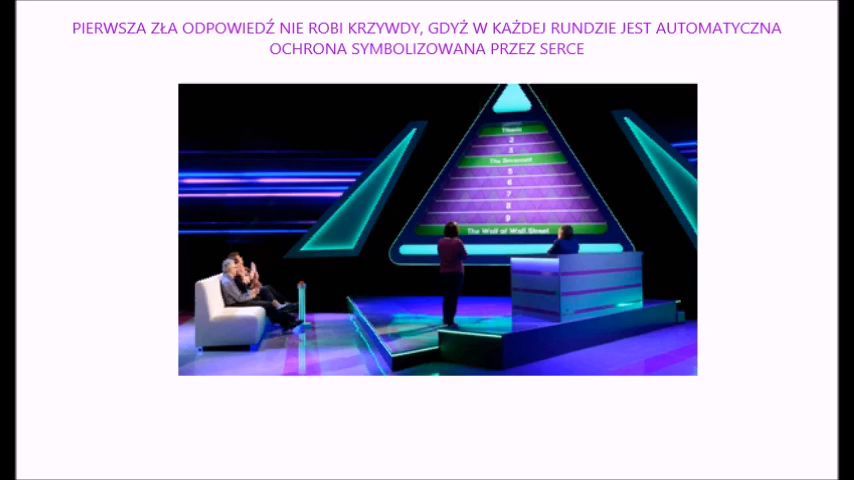 PIERWSZA ZŁA ODPOWIEDŹ NIE ROBI KRZYWDY, GDYŻ W KAŻDEJ RUNDZIE JEST AUTOMATYCZNA
OCHRONA SYMBOLIZOWANA PRZEZ SERCE
Titanic
2
3
The Revenant
5
6
7
8
9
The Wolf of Wall Street